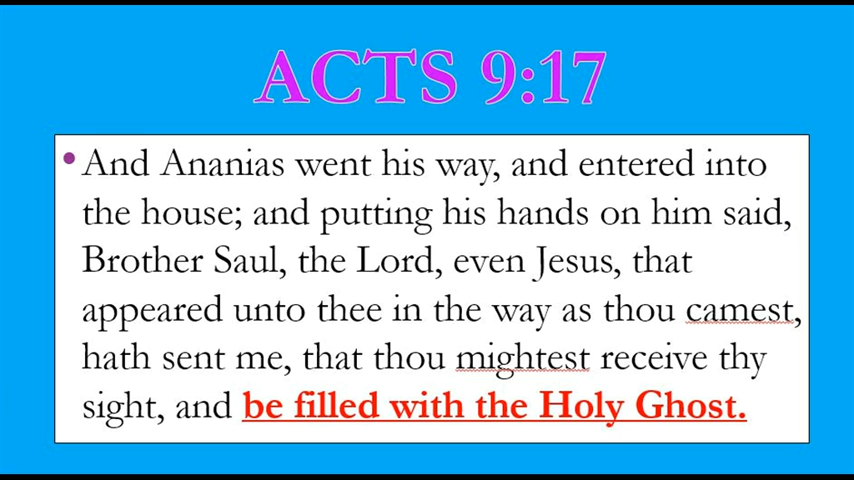 ACTS 9:17
• And Ananias went his way, and entered into
the house; and putting his hands on him said,
Brother Saul, the Lord, even Jesus, that
appeared unto thee in the way as thou camest,
hath sent me, that thou mightest receive thy
sight, and be filled with the Holy Ghost.